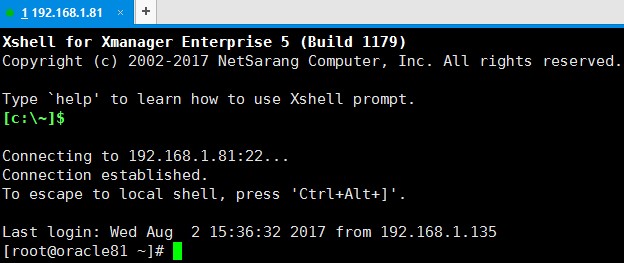 1 192.168.1.81 × +
Xshell for Xmanager Enterprise 5 (Build 1179)
Copyright (c) 2002-2017 NetSarang Computer, Inc. All rights reserved.
Type `help' to learn how to use Xshell prompt.
[c:\~]$
Connecting to 192.168.1.81:22...
Connection established.
To escape to local shell, press 'Ctrl+Alt+]'.
Last login: Wed Aug  2 15:36:32 2017 from 192.168.1.135
[root@oracle81 ~]#